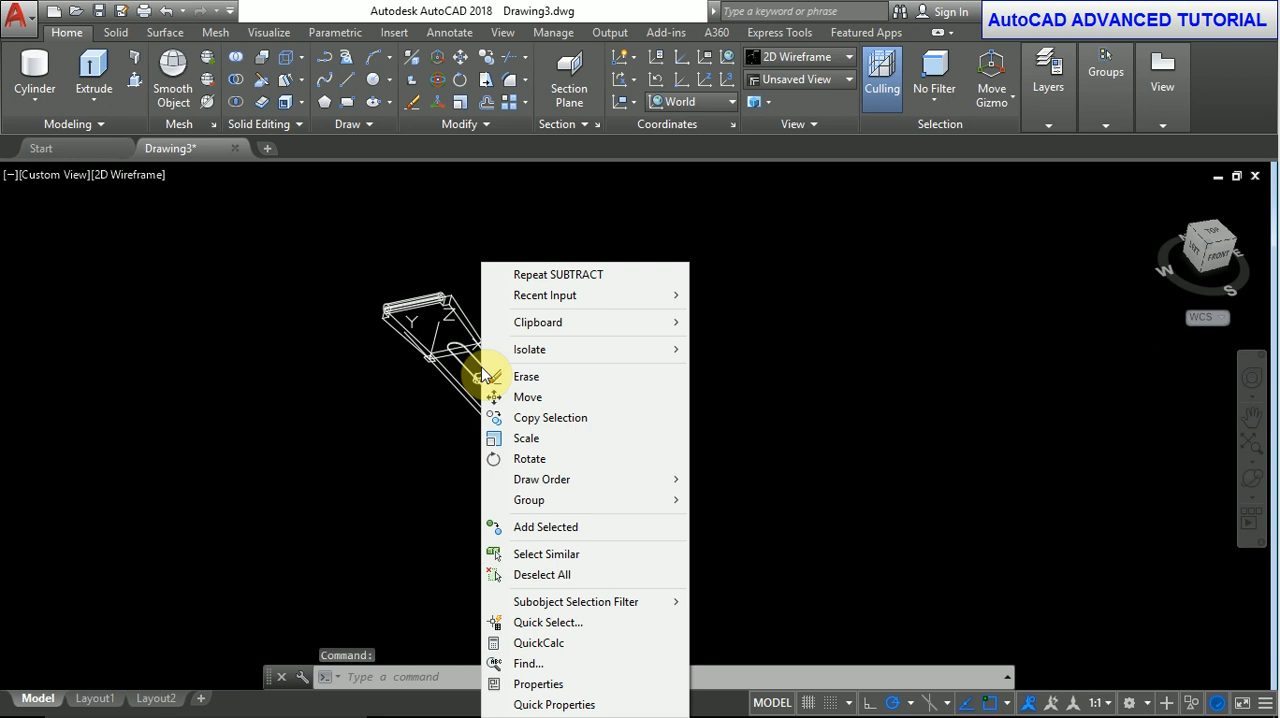 Autodesk AutoCAD 2018 Drawing3.dwg
Type a keyword or phrase
Sign In
AutoCAD ADVANCED TUTORIAL
Home Solid Surface Mesh Visualize Parametric Insert Annotate View Manage Output Add-ins A360 Express Tools Featured Apps
Cylinder
Extrude
Smooth
Object
Section
Plane
2D Wireframe
Unsaved View
World
Culling
No Filter
Move
Gizmo
Layers
Groups
View
Modeling Mesh Solid Editing Draw Modify Section Coordinates View Selection
Start Drawing3*
[−][Custom View][2D Wireframe]
TOP
LEFT
FRONT
W
S
WCS
Y
Z
Repeat SUBTRACT
Recent Input
Clipboard
Isolate
Erase
Move
Copy Selection
Scale
Rotate
Draw Order
Group
Add Selected
Select Similar
Deselect All
Subobject Selection Filter
Quick Select...
QuickCalc
Find...
Properties
Quick Properties
Command:
Type a command
Model Layout1 Layout2
MODEL
1:1